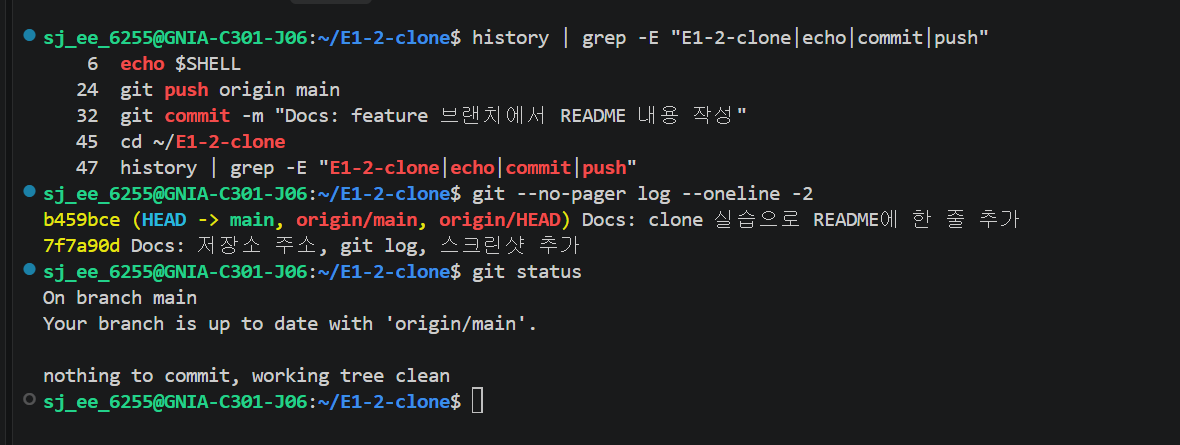 sj_ee_6255@GNIA-C301-J06:~/E1-2-clone$ history | grep -E "E1-2-clone|echo|commit|push"
6 echo $SHELL
24 git push origin main
32 git commit -m "Docs: feature 브랜치에서 README 내용 작성"
45 cd ~/E1-2-clone
47 history | grep -E "E1-2-clone|echo|commit|push"
sj_ee_6255@GNIA-C301-J06:~/E1-2-clone$ git --no-pager log --oneline -2
b459bce (HEAD -> main, origin/main, origin/HEAD) Docs: clone 실습으로 README에 한 줄 추가
7f7a90d Docs: 저장소 주소, git log, 스크린샷 추가
sj_ee_6255@GNIA-C301-J06:~/E1-2-clone$ git status
On branch main
Your branch is up to date with 'origin/main'.
nothing to commit, working tree clean
sj_ee_6255@GNIA-C301-J06:~/E1-2-clone$